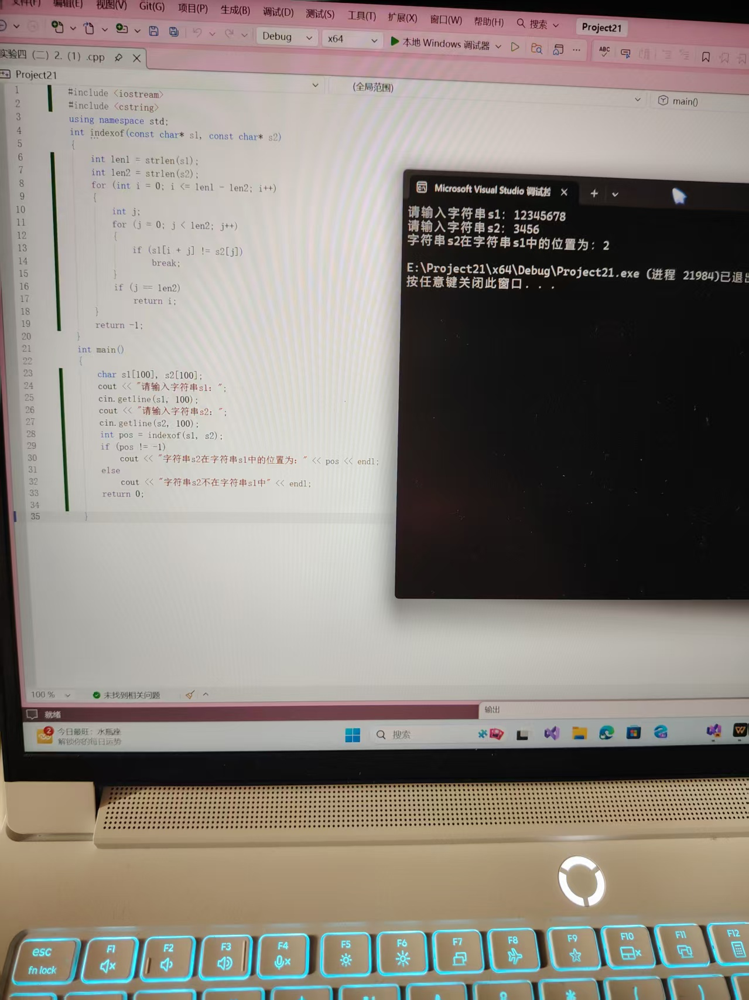 文件(F) 编辑(E) 视图(V) Git(G) 项目(P) 生成(B) 调试(D) 测试(S) 工具(T) 扩展(X) 窗口(W) 帮助(H) 搜索 Project21
Debug x64 本地 Windows 调试器 ... ABC
实验四 (二) 2. (1) .cpp
Project21 (全局范围) main()
1 #include <iostream>
2 #include <cstring>
3 using namespace std;
4 int indexof(const char* s1, const char* s2)
5 {
6 int len1 = strlen(s1);
7 int len2 = strlen(s2);
8 for (int i = 0; i <= len1 - len2; i++)
9 {
10 int j;
11 for (j = 0; j < len2; j++)
12 {
13 if (s1[i + j] != s2[j])
14 break;
15 }
16 if (j == len2)
17 return i;
18 }
19 return -1;
20 }
21 int main()
22 {
23 char s1[100], s2[100];
24 cout << "请输入字符串s1: ";
25 cin.getline(s1, 100);
26 cout << "请输入字符串s2: ";
27 cin.getline(s2, 100);
28 int pos = indexof(s1, s2);
29 if (pos != -1)
30 cout << "字符串s2在字符串s1中的位置为: " << pos << endl;
31 else
32 cout << "字符串s2不在字符串s1中" << endl;
33 return 0;
34
35 }
Microsoft Visual Studio 调试控
请输入字符串s1: 12345678
请输入字符串s2: 3456
字符串s2在字符串s1中的位置为: 2
E:\Project21\x64\Debug\Project21.exe (进程 21984)已退出
按任意键关闭此窗口. . .
100 % 未找到相关问题
输出
就绪
2 今日最旺: 水瓶座
解锁你的每日运势
搜索
esc F1 F2 F3 F4 F5 F6 F7 F8 F9 F10 F11 F12
fn lock